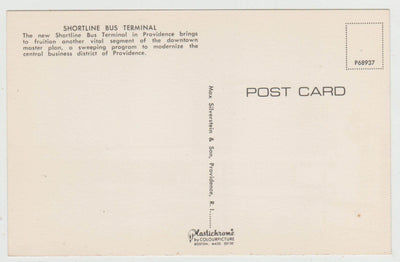 SHORTLINE BUS TERMINAL
The new Shortline Bus Terminal in Providence brings
to fruition another vital segment of the downtown
master plan, a sweeping program to modernize the
central business district of Providence.
P68937
POST CARD
Max Silverstein & Son, Providence, R. I.
Plastichrome
by COLOURPICTURE
BOSTON, MASS.